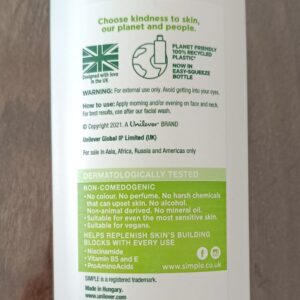 Choose kindness to skin,
our planet and people.
Designed with love
in the UK
PLANET FRIENDLY
100% RECYCLED
PLASTIC*
NOW IN
EASY-SQUEEZE
BOTTLE
WARNING: For external use only. Avoid getting into your eyes.
How to use: Apply morning and/or evening on face and neck.
For best results, use after our facial wash.
© Copyright 2021. A Unilever BRAND
Unilever Global IP Limited (UK)
For sale in Asia, Africa, Russia and Americas only
DERMATOLOGICALLY TESTED
NON-COMEDOGENIC
• No colour. No perfume. No harsh chemicals
that can upset skin. No alcohol.
Non-animal derived. No mineral oil.
• Suitable for even the most sensitive skin.
• Suitable for vegans.
HELPS REPLENISH SKIN'S BUILDING
BLOCKS WITH EVERY USE
• Niacinamide
• Vitamin B5 and E
• ProAminoAcids
www.simple.co.uk
SIMPLE is a registered trademark.
Made in Hungary.
www.unilever.com